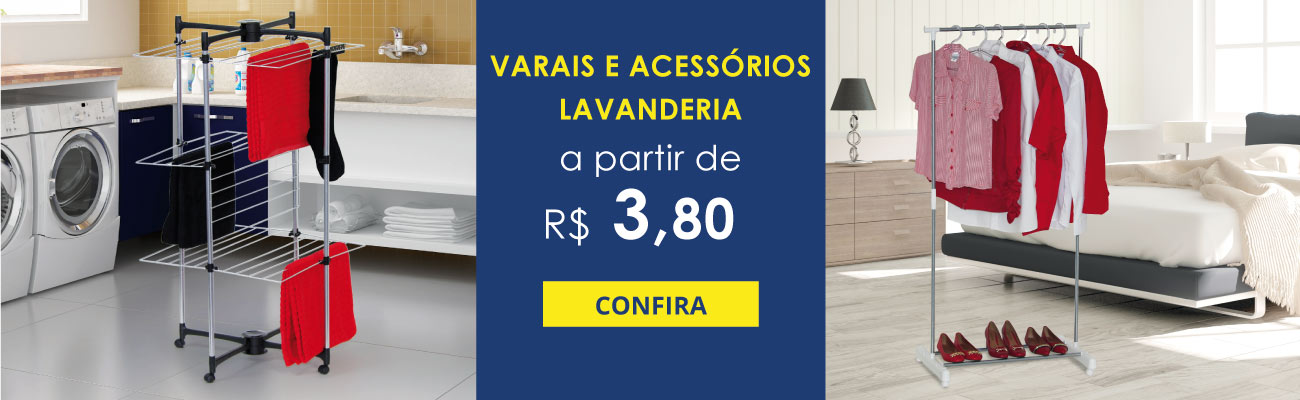 VARAIS E ACESSÓRIOS
LAVANDERIA
a partir de
R$ 3,80
CONFIRA